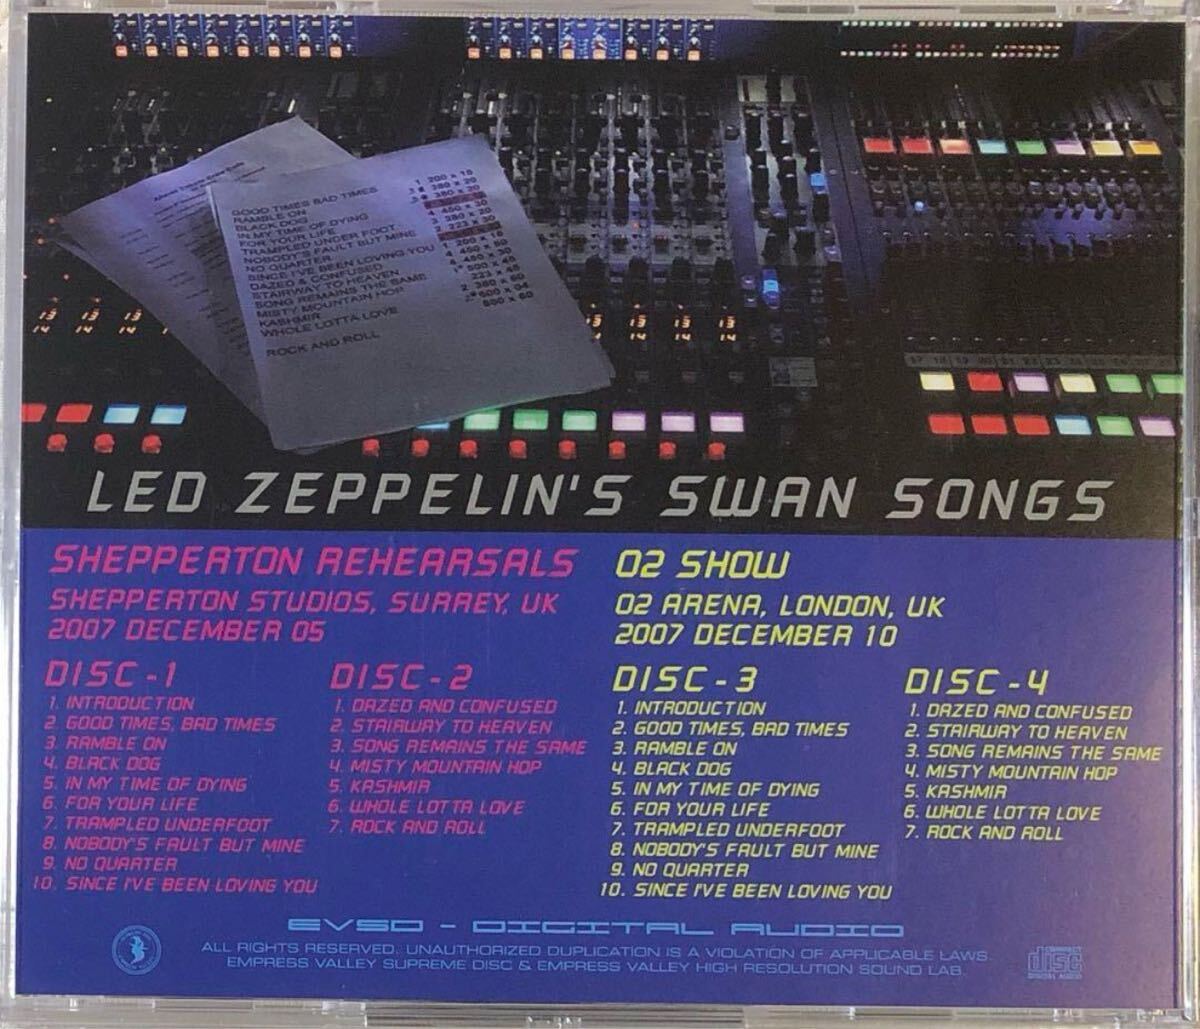 GOOD TIMES BAD TIMES 1 200 x 15
RAMBLE ON
BLACK DOG
IN MY TIME OF DYING
FOR YOUR LIFE
TRAMPLED UNDER FOOT
NOBODY'S FAULT BUT MINE
NO QUARTER
SINCE I'VE BEEN LOVING YOU
DAZED & CONFUSED
STAIRWAY TO HEAVEN
SONG REMAINS THE SAME
MISTY MOUNTAIN HOP
KASHMIR
WHOLE LOTTA LOVE
ROCK AND ROLL
LED ZEPPELIN'S SWAN SONGS
SHEPPERTON REHEARSALS
SHEPPERTON STUDIOS, SURREY, UK
2007 DECEMBER 05
DISC-1
1. INTRODUCTION
2. GOOD TIMES, BAD TIMES
3. RAMBLE ON
4. BLACK DOG
5. IN MY TIME OF DYING
6. FOR YOUR LIFE
7. TRAMPLED UNDERFOOT
8. NOBODY'S FAULT BUT MINE
9. NO QUARTER
10. SINCE I'VE BEEN LOVING YOU
DISC-2
1. DAZED AND CONFUSED
2. STAIRWAY TO HEAVEN
3. SONG REMAINS THE SAME
4. MISTY MOUNTAIN HOP
5. KASHMIR
6. WHOLE LOTTA LOVE
7. ROCK AND ROLL
O2 SHOW
O2 ARENA, LONDON, UK
2007 DECEMBER 10
DISC-3
1. INTRODUCTION
2. GOOD TIMES, BAD TIMES
3. RAMBLE ON
4. BLACK DOG
5. IN MY TIME OF DYING
6. FOR YOUR LIFE
7. TRAMPLED UNDERFOOT
8. NOBODY'S FAULT BUT MINE
9. NO QUARTER
10. SINCE I'VE BEEN LOVING YOU
DISC-4
1. DAZED AND CONFUSED
2. STAIRWAY TO HEAVEN
3. SONG REMAINS THE SAME
4. MISTY MOUNTAIN HOP
5. KASHMIR
6. WHOLE LOTTA LOVE
7. ROCK AND ROLL
EVSD - DIGITAL AUDIO
ALL RIGHTS RESERVED. UNAUTHORIZED DUPLICATION IS A VIOLATION OF APPLICABLE LAWS.
EMPRESS VALLEY SUPREME DISC & EMPRESS VALLEY HIGH RESOLUTION SOUND LAB.
COMPACT
disc
DIGITAL AUDIO